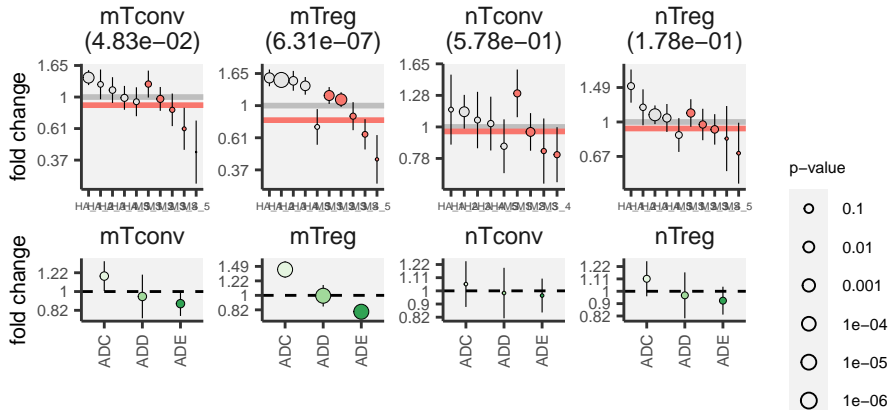 mTconv
(4.83e−02)
mTreg
(6.31e−07)
nTconv
(5.78e−01)
nTreg
(1.78e−01)
fold change
1.65
1
0.61
0.37
1.65
1
0.61
0.37
1.65
1.28
1
0.78
1.49
1
0.67
mTconv
mTreg
nTconv
nTreg
fold change
1.22
1
0.82
1.49
1.22
1
0.82
1.22
1.11
1
0.9
0.82
1.22
1.11
1
0.9
0.82
ADC
ADD
ADE
ADC
ADD
ADE
ADC
ADD
ADE
ADC
ADD
ADE
p−value
0.1
0.01
0.001
1e−04
1e−05
1e−06